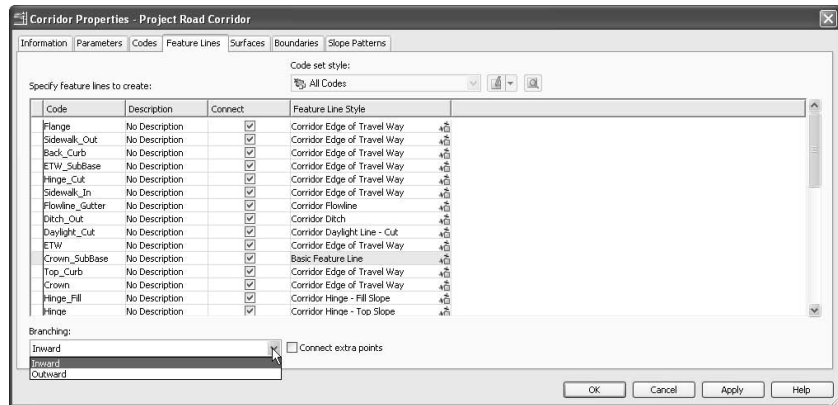 Corridor Properties - Project Road Corridor
Information Parameters Codes Feature Lines Surfaces Boundaries Slope Patterns
Code set style:
All Codes
Specify feature lines to create:
Code Description Connect Feature Line Style
Flange No Description Corridor Edge of Travel Way
Sidewalk_Out No Description Corridor Edge of Travel Way
Back_Curb No Description Corridor Edge of Travel Way
ETW_SubBase No Description Corridor Edge of Travel Way
Hinge_Cut No Description Corridor Edge of Travel Way
Sidewalk_In No Description Corridor Edge of Travel Way
Flowline_Gutter No Description Corridor Flowline
Ditch_Out No Description Corridor Ditch
Daylight_Cut No Description Corridor Daylight Line - Cut
ETW No Description Corridor Edge of Travel Way
Crown_SubBase No Description Basic Feature Line
Top_Curb No Description Corridor Edge of Travel Way
Crown No Description Corridor Edge of Travel Way
Hinge_Fill No Description Corridor Hinge - Fill Slope
Hinge No Description Corridor Hinge - Top Slope
Branching:
Inward Connect extra points
Inward
Outward
OK Cancel Apply Help